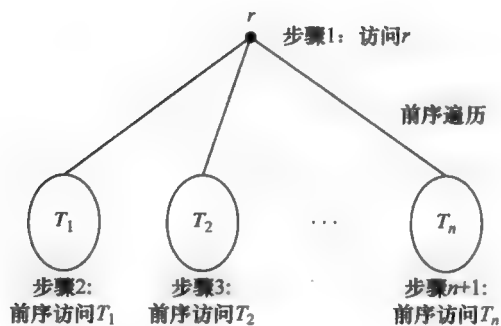 r
步骤1：访问r
前序遍历
T₁
T₂
...
Tₙ
步骤2:
前序访问T₁
步骤3:
前序访问T₂
步骤n+1:
前序访问Tₙ